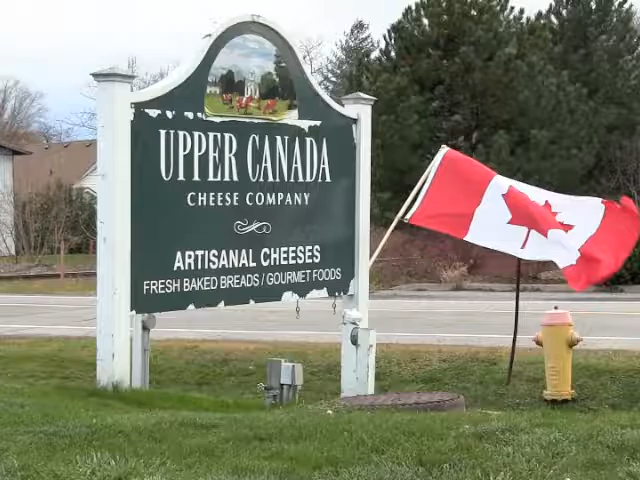 UPPER CANADA
CHEESE COMPANY
ARTISANAL CHEESES
FRESH BAKED BREADS / GOURMET FOODS